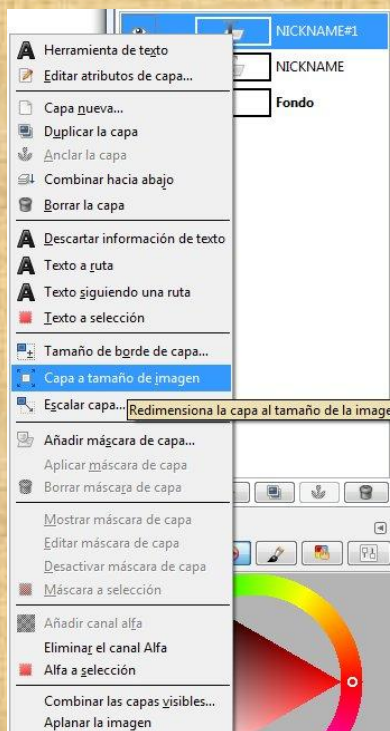 NICKNAME#1
NICKNAME
Fondo
Herramienta de texto
Editar atributos de capa...
Capa nueva...
Duplicar la capa
Anclar la capa
Combinar hacia abajo
Borrar la capa
Descartar información de texto
Texto a ruta
Texto siguiendo una ruta
Texto a selección
Tamaño de borde de capa...
Capa a tamaño de imagen
Escalar capa...
Redimensiona la capa al tamaño de la image
Añadir máscara de capa...
Aplicar máscara de capa
Borrar máscara de capa
Mostrar máscara de capa
Editar máscara de capa
Desactivar máscara de capa
Máscara a selección
Añadir canal alfa
Eliminar el canal Alfa
Alfa a selección
Combinar las capas visibles...
Aplanar la imagen